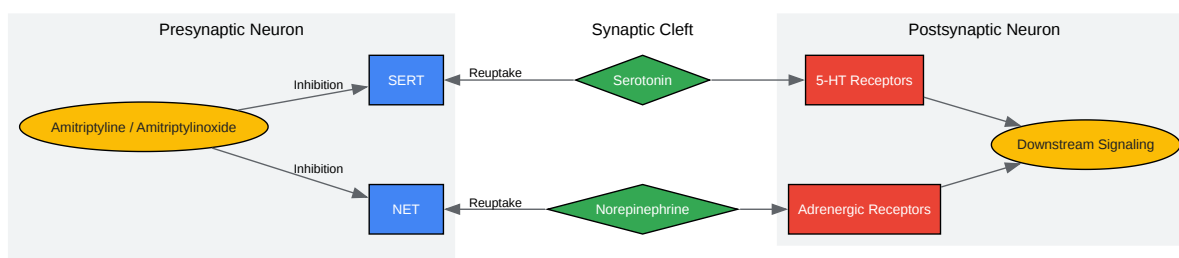 Presynaptic Neuron
Synaptic Cleft
Postsynaptic Neuron
SERT
Reuptake
Serotonin
5-HT Receptors
Inhibition
Amitriptyline / Amitriptylinoxide
Downstream Signaling
Inhibition
NET
Reuptake
Norepinephrine
Adrenergic Receptors